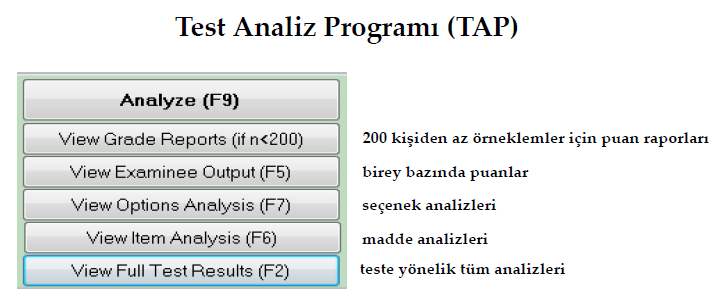 Test Analiz Programı (TAP)
Analyze (F9)
View Grade Reports (if n<200) 200 kişiden az örneklemler için puan raporları
View Examinee Output (F5) birey bazında puanlar
View Options Analysis (F7) seçenek analizleri
View Item Analysis (F6) madde analizleri
View Full Test Results (F2) teste yönelik tüm analizleri